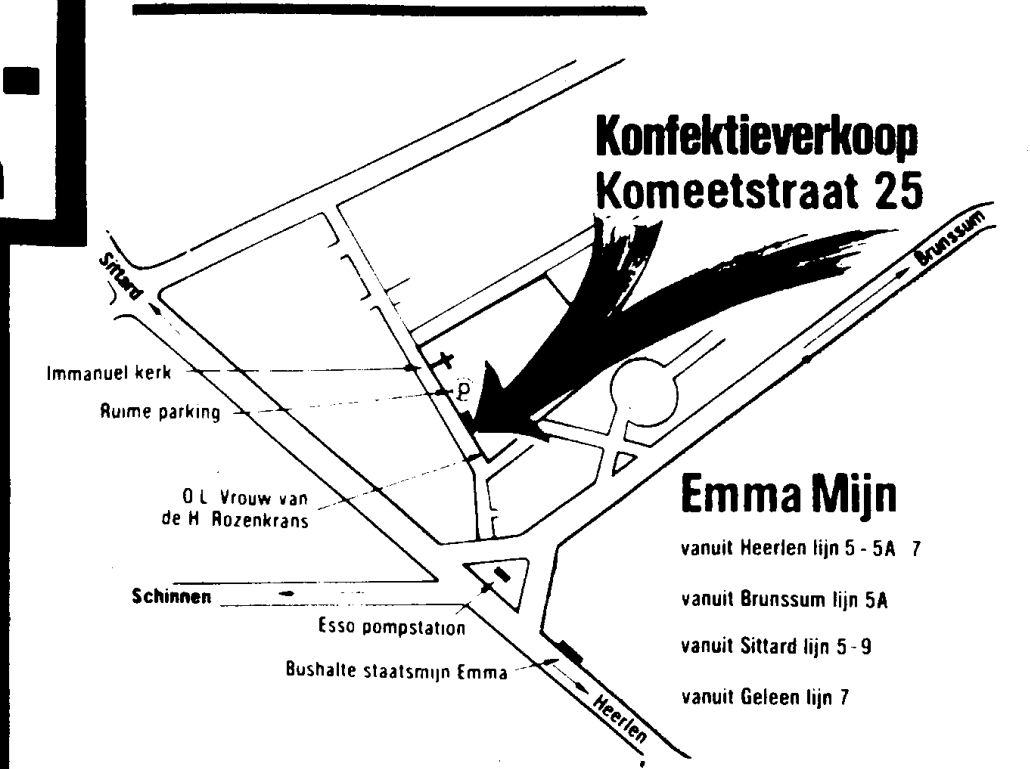 Konfektieverkoop
Komeetstraat 25
Sittard
Brunssum
Immanuel kerk
P
Ruime parking
O L Vrouw van
de H Rozenkrans
Emma Mijn
vanuit Heerlen lijn 5 - 5A 7
vanuit Brunssum lijn 5A
vanuit Sittard lijn 5 - 9
vanuit Geleen lijn 7
Schinnen
Esso pompstation
Bushalte staatsmijn Emma
Heerlen